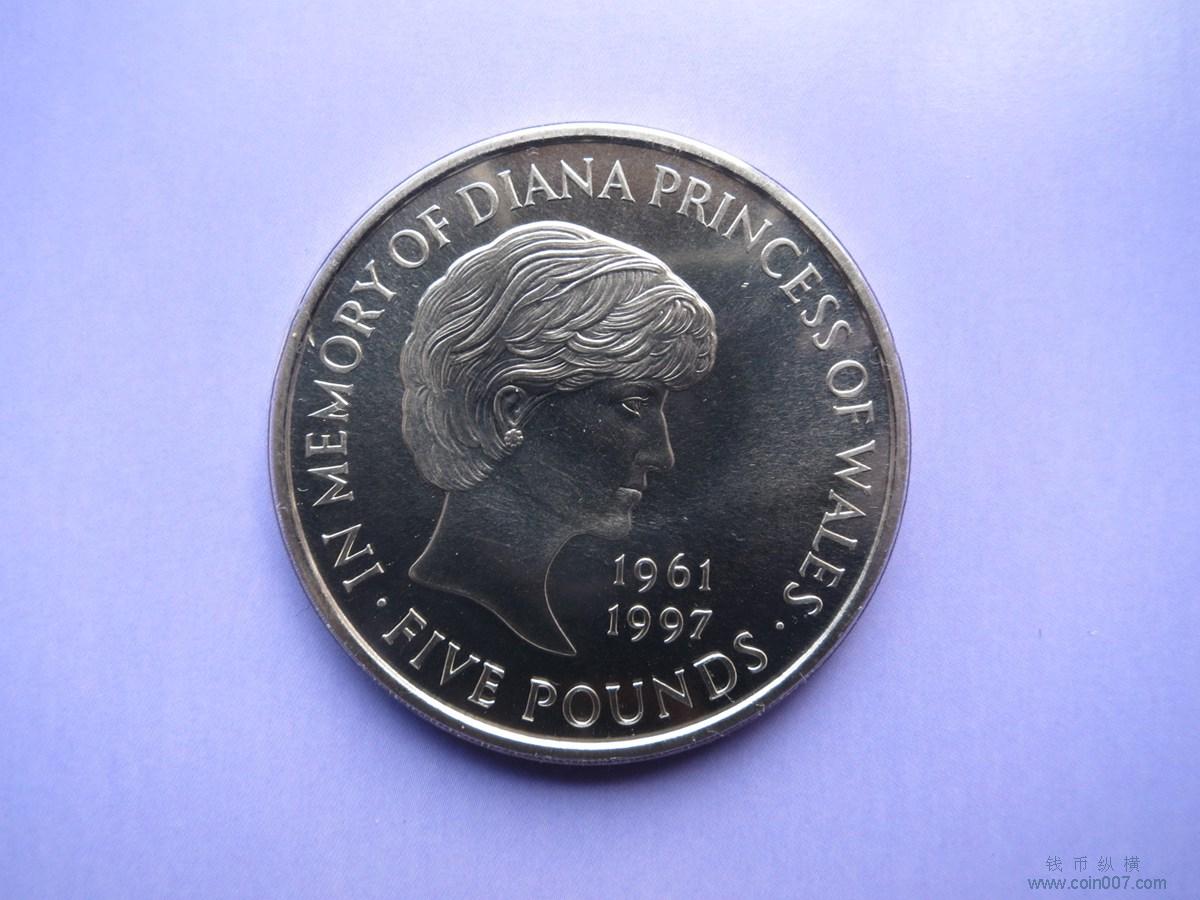 IN MEMORY OF DIANA PRINCESS OF WALES
1961
1997
· FIVE POUNDS ·
钱币纵横
www.coin007.com